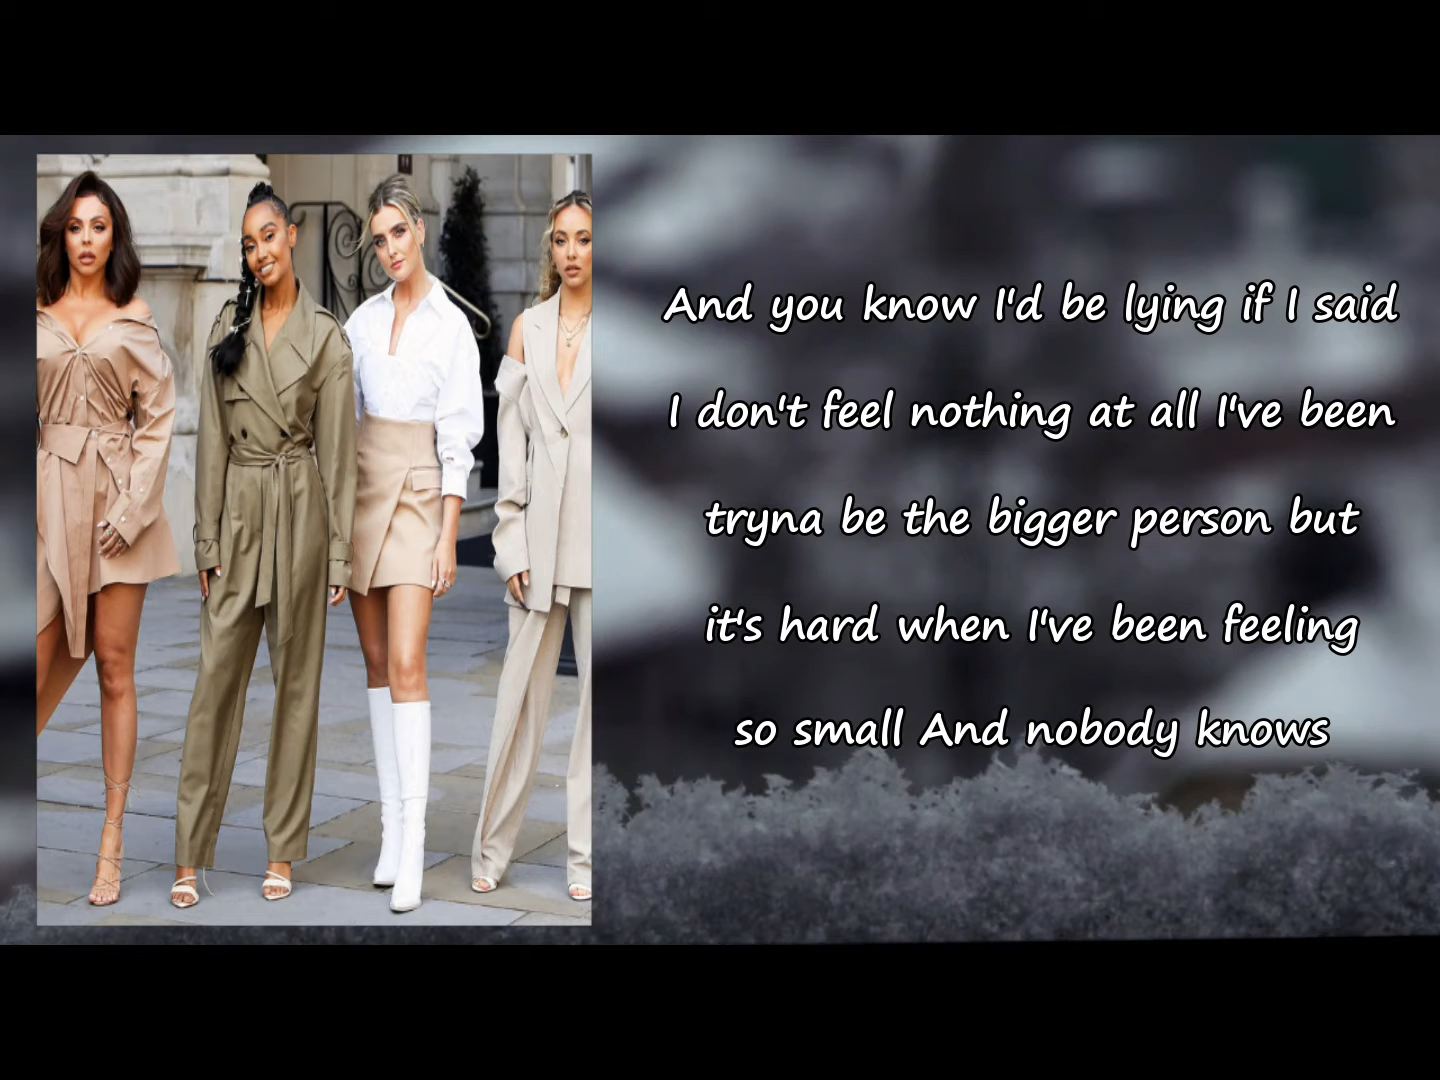 And you know I'd be lying if I said
I don't feel nothing at all I've been
tryna be the bigger person but
it's hard when I've been feeling
so small And nobody knows